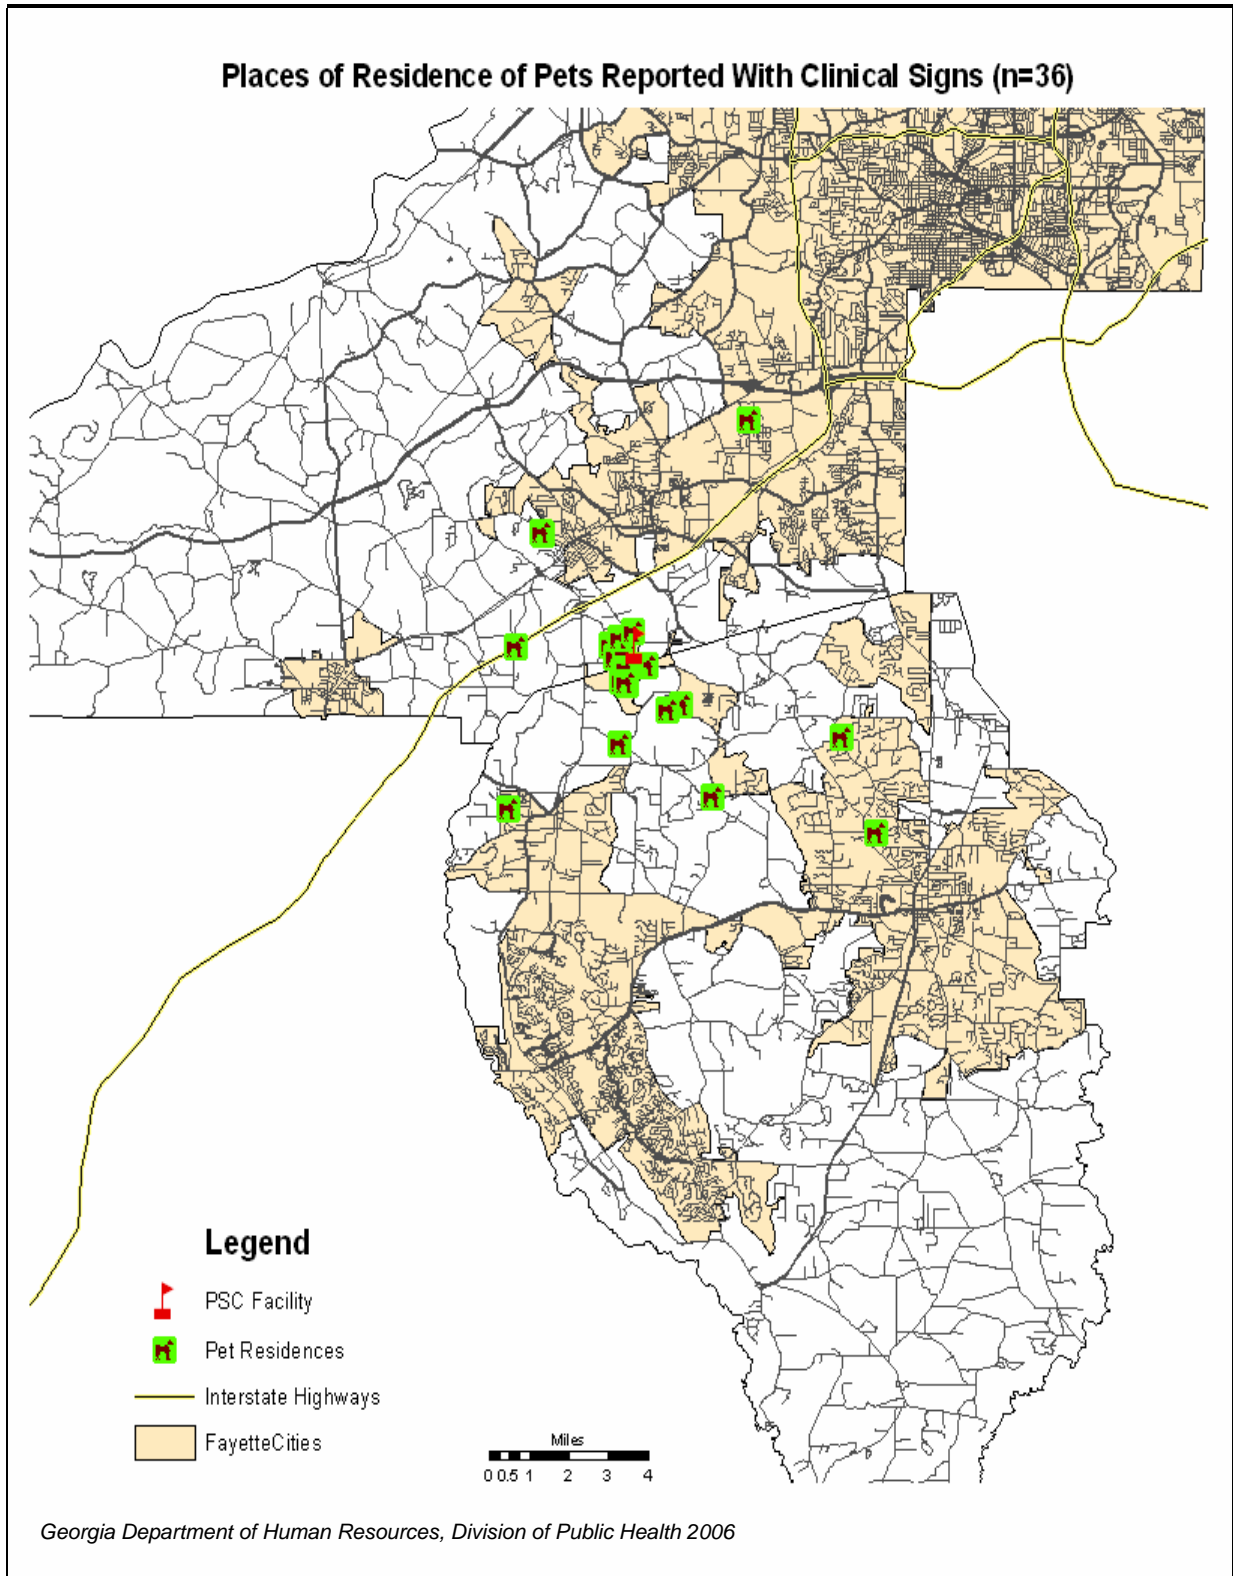 Places of Residence of Pets Reported With Clinical Signs (n=36)
Legend
PSC Facility
Pet Residences
Interstate Highways
FayetteCities
Miles
0 0.5 1 2 3 4
Georgia Department of Human Resources, Division of Public Health 2006